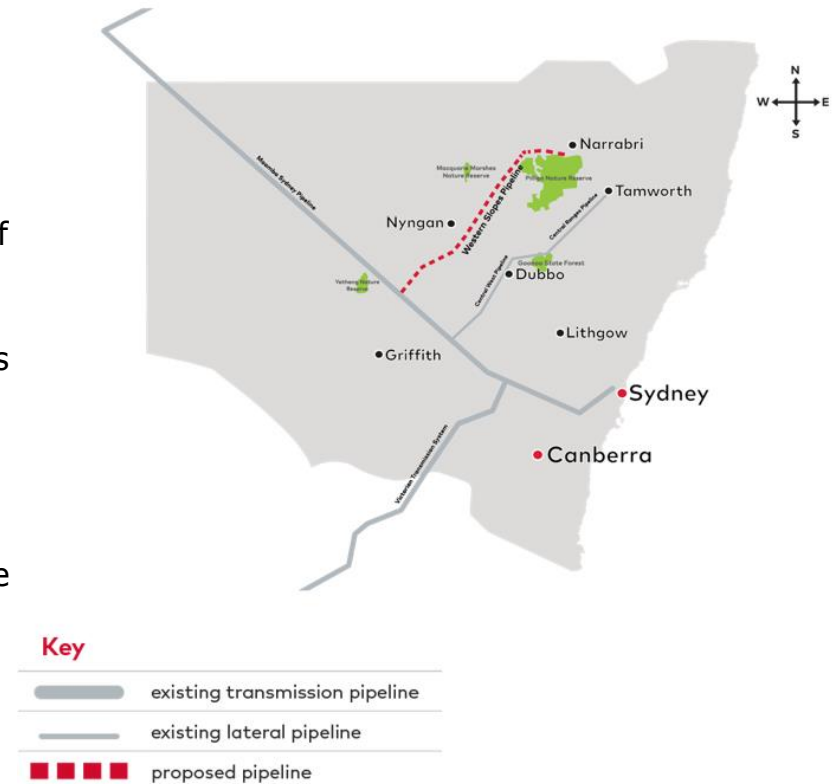 f
s
e
N
W E
S
Narrabri
Macquarie Marshes
Nature Reserve
Pilliga Nature Reserve
Tamworth
Moomba Sydney Pipeline
Western Slopes Pipeline
Central Ranges Pipeline
Nyngan
Central West Pipeline
Goonoo State Forest
Dubbo
Yathong Nature
Reserve
Lithgow
Griffith
Sydney
Victorian Transmission System
Canberra
Key
existing transmission pipeline
existing lateral pipeline
proposed pipeline